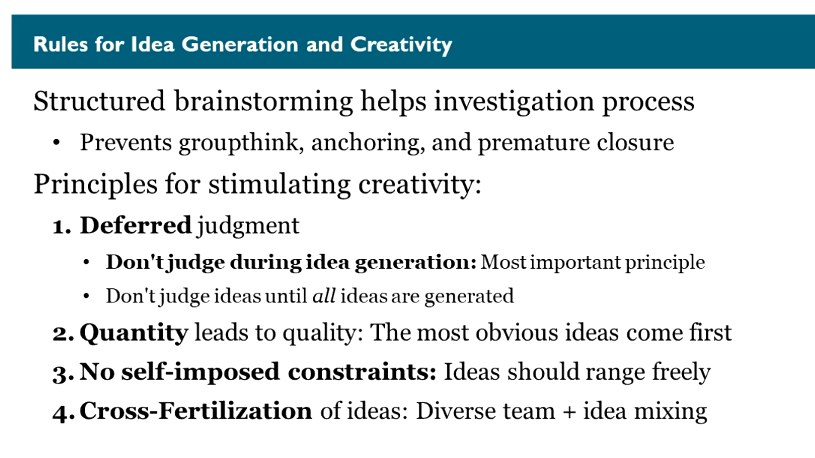 Rules for Idea Generation and Creativity
Structured brainstorming helps investigation process
• Prevents groupthink, anchoring, and premature closure
Principles for stimulating creativity:
1. Deferred judgment
• Don't judge during idea generation: Most important principle
• Don't judge ideas until all ideas are generated
2. Quantity leads to quality: The most obvious ideas come first
3. No self-imposed constraints: Ideas should range freely
4. Cross-Fertilization of ideas: Diverse team + idea mixing